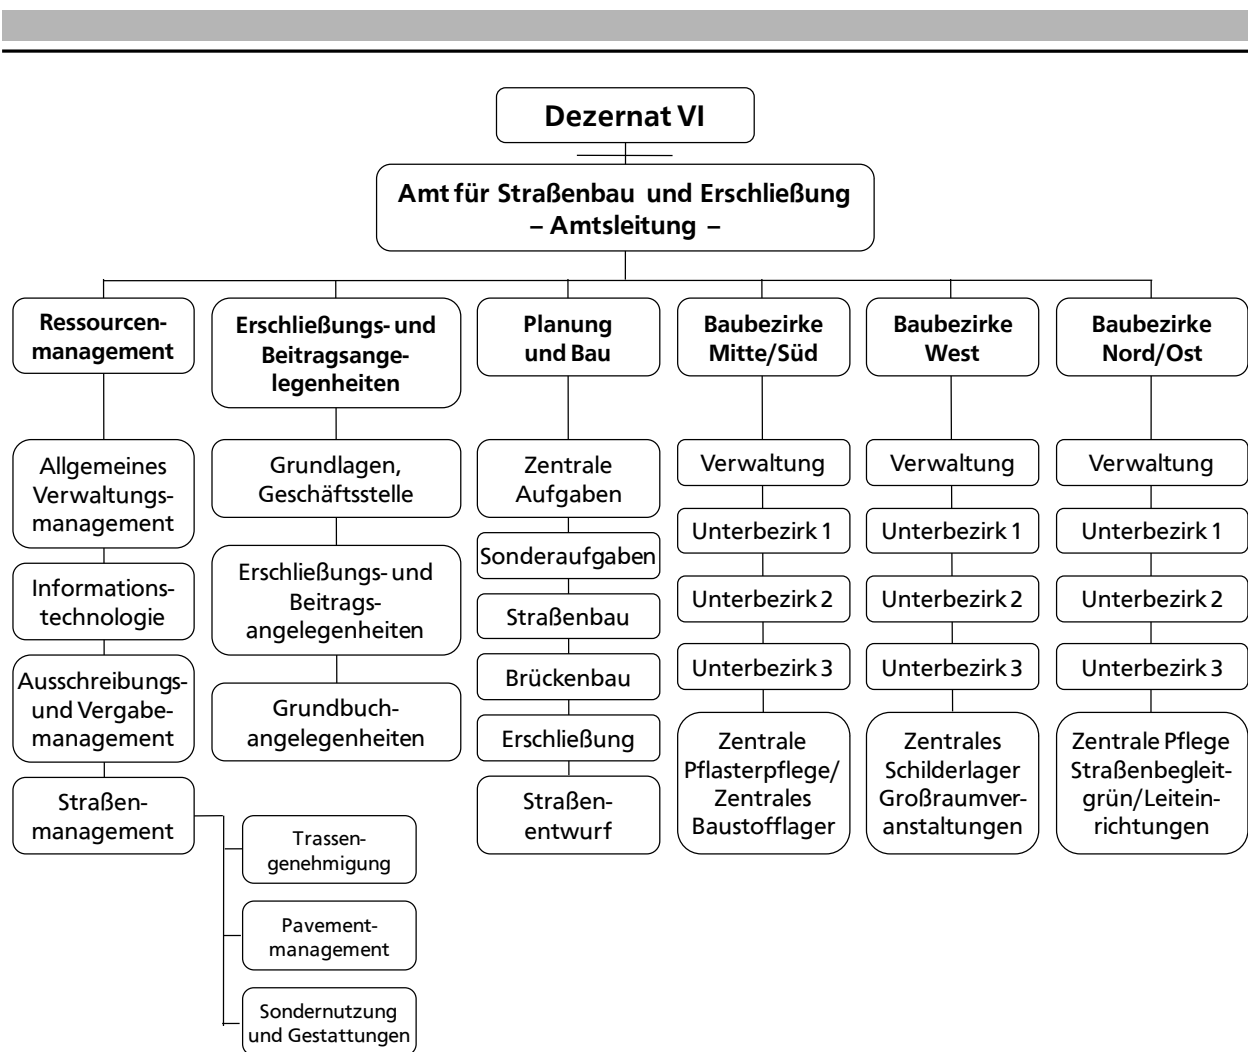 Dezernat VI
Amt für Straßenbau und Erschließung
– Amtsleitung –
Ressourcen-
management
Allgemeines
Verwaltungs-
management
Informations-
technologie
Ausschreibungs-
und Vergabe-
management
Straßen-
management
Trassen-
genehmigung
Pavement-
management
Sondernutzung
und Gestattungen
Erschließungs- und
Beitragsange-
legenheiten
Grundlagen,
Geschäftsstelle
Erschließungs- und
Beitrags-
angelegenheiten
Grundbuch-
angelegenheiten
Planung
und Bau
Zentrale
Aufgaben
Sonderaufgaben
Straßenbau
Brückenbau
Erschließung
Straßen-
entwurf
Baubezirke
Mitte/Süd
Verwaltung
Unterbezirk 1
Unterbezirk 2
Unterbezirk 3
Zentrale
Pflasterpflege/
Zentrales
Baustofflager
Baubezirke
West
Verwaltung
Unterbezirk 1
Unterbezirk 2
Unterbezirk 3
Zentrales
Schilderlager
Großraumver-
anstaltungen
Baubezirke
Nord/Ost
Verwaltung
Unterbezirk 1
Unterbezirk 2
Unterbezirk 3
Zentrale Pflege
Straßenbegleit-
grün/Leitein-
richtungen